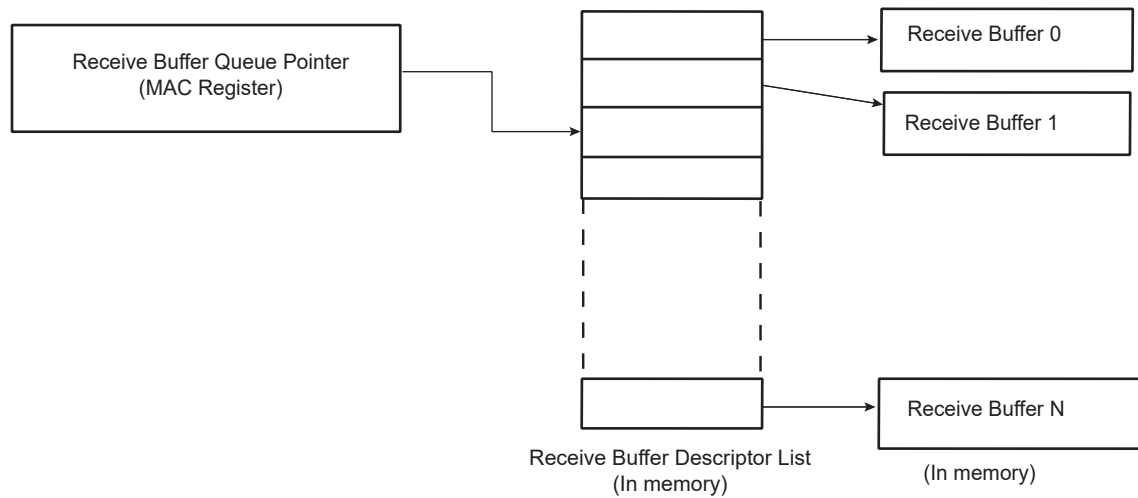 Receive Buffer Queue Pointer
(MAC Register)
Receive Buffer 0
Receive Buffer 1
Receive Buffer N
Receive Buffer Descriptor List
(In memory)
(In memory)